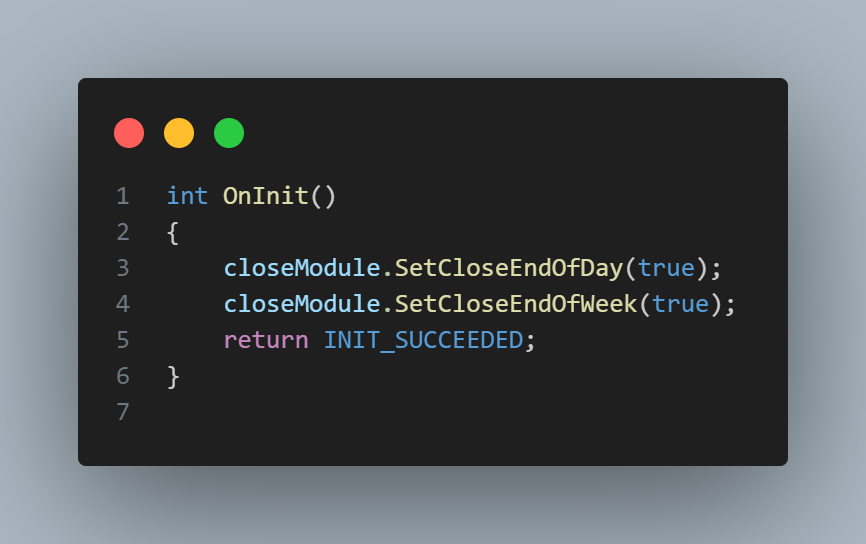 1 int OnInit()
2 {
3     closeModule.SetCloseEndOfDay(true);
4     closeModule.SetCloseEndOfWeek(true);
5     return INIT_SUCCEEDED;
6 }
7